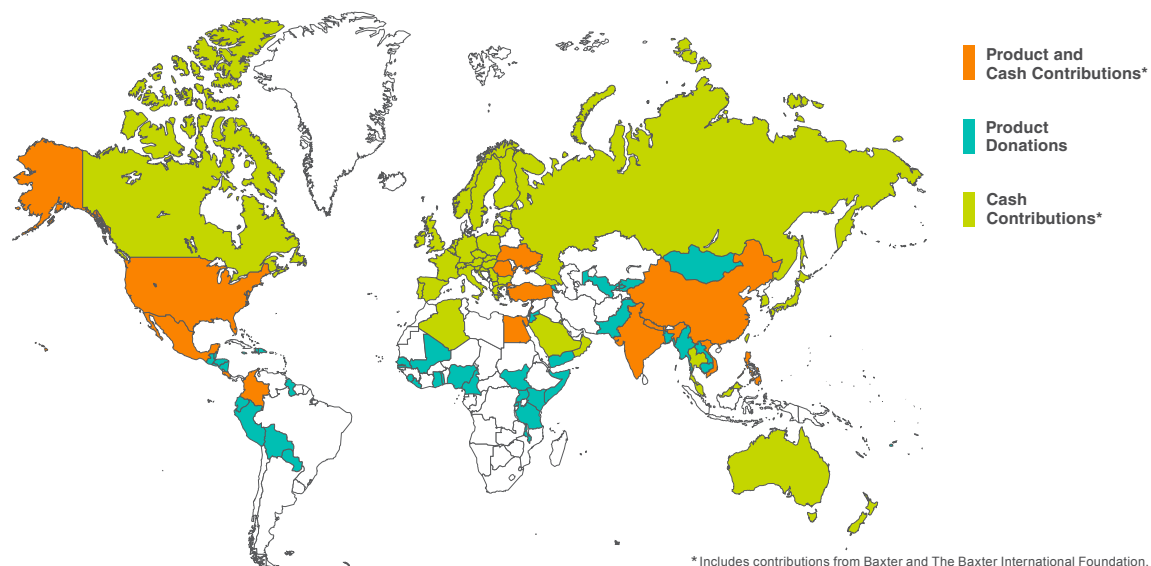 Product and
Cash Contributions*
Product
Donations
Cash
Contributions*
* Includes contributions from Baxter and The Baxter International Foundation.